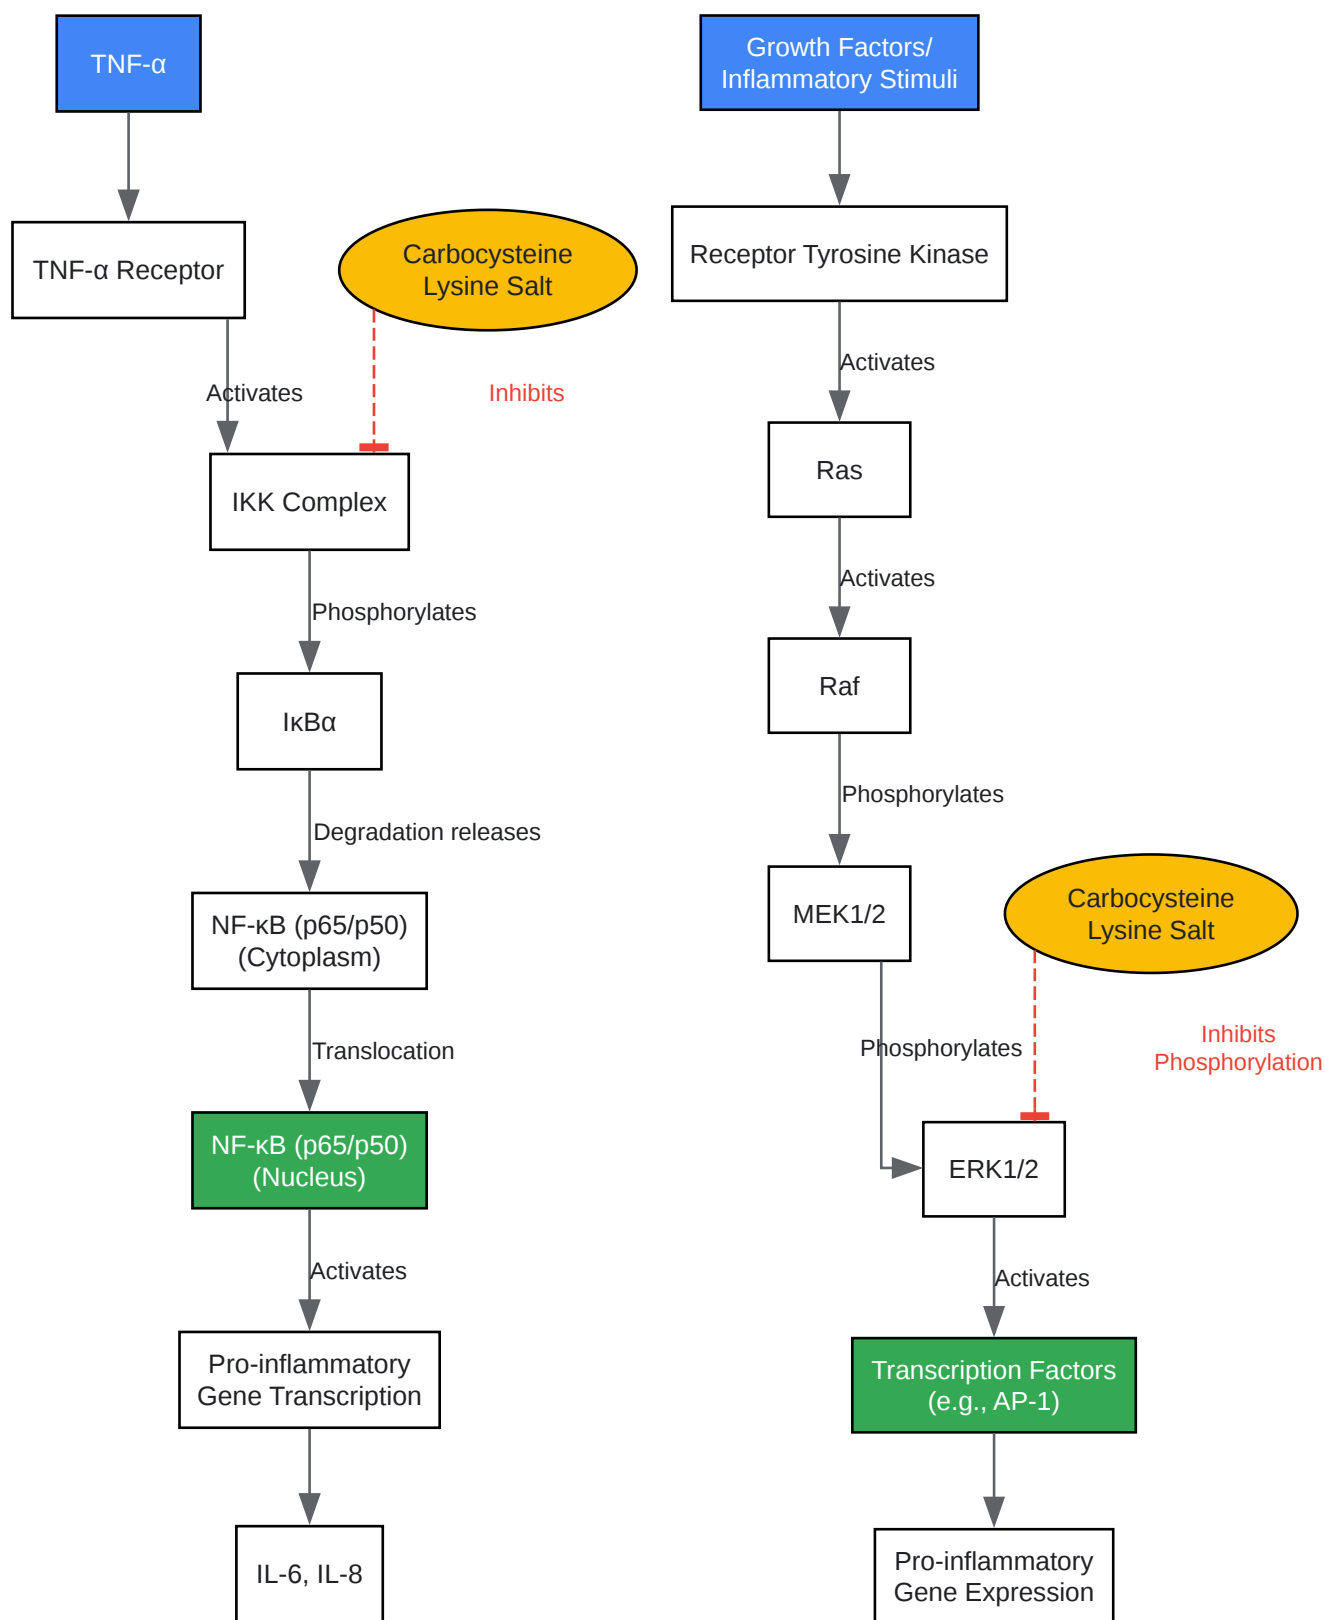 TNF-α
TNF-α Receptor
Carbocysteine
Lysine Salt
Activates
Inhibits
IKK Complex
Phosphorylates
IκBα
Degradation releases
NF-κB (p65/p50)
(Cytoplasm)
Translocation
NF-κB (p65/p50)
(Nucleus)
Activates
Pro-inflammatory
Gene Transcription
IL-6, IL-8
Growth Factors/
Inflammatory Stimuli
Receptor Tyrosine Kinase
Activates
Ras
Activates
Raf
Phosphorylates
MEK1/2
Carbocysteine
Lysine Salt
Phosphorylates
Inhibits
Phosphorylation
ERK1/2
Activates
Transcription Factors
(e.g., AP-1)
Pro-inflammatory
Gene Expression